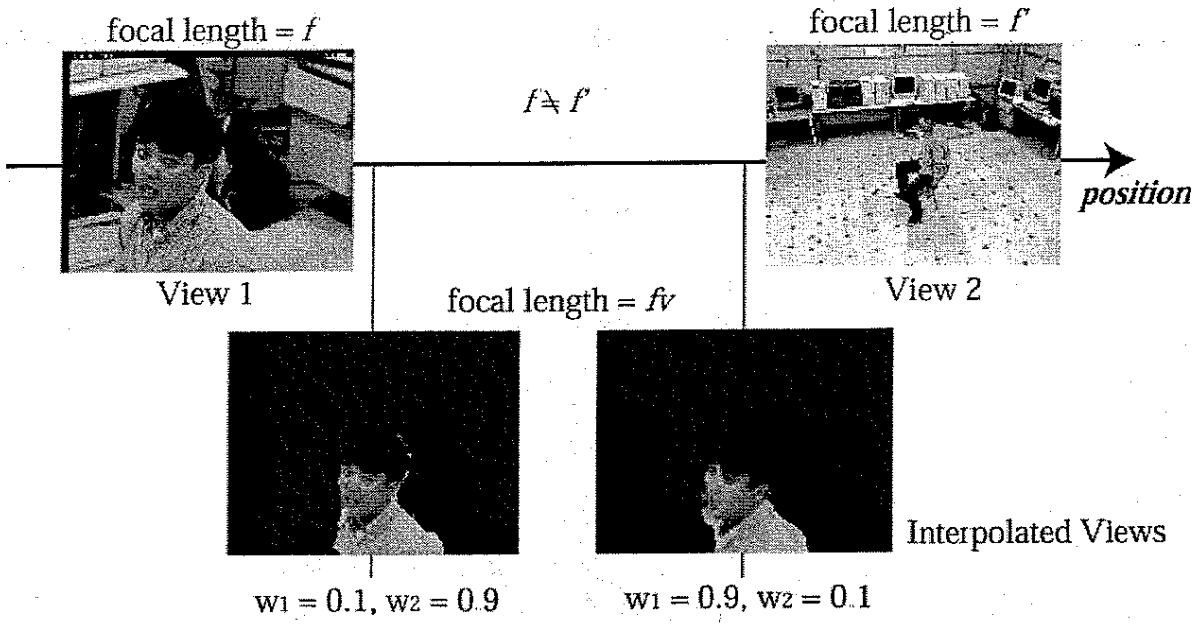 focal length = f
focal length = f'
f ≒ f'
position
View 1
View 2
focal length = fv
Interpolated Views
w1 = 0.1, w2 = 0.9
w1 = 0.9, w2 = 0.1